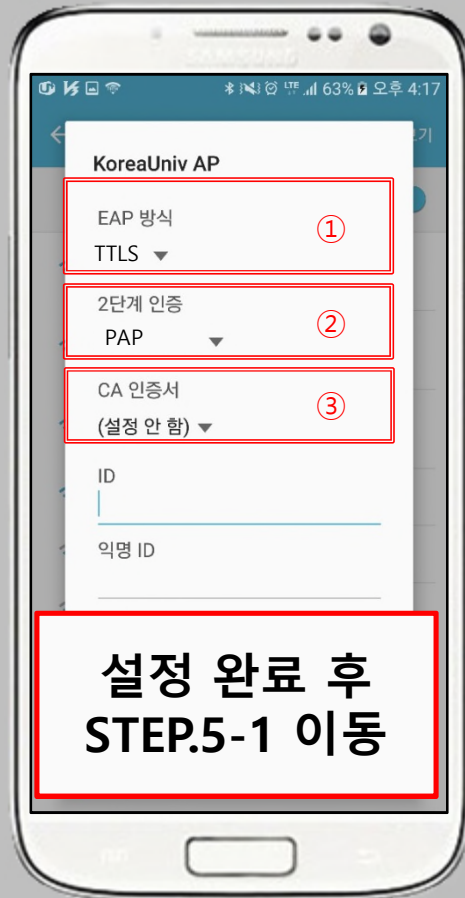 SAMSUNG
LTE 63% 오후 4:17
기
KoreaUniv AP
EAP 방식
①
TTLS
2단계 인증
②
PAP
CA 인증서
③
(설정 안 함)
ID
익명 ID
설정 완료 후
STEP.5-1 이동